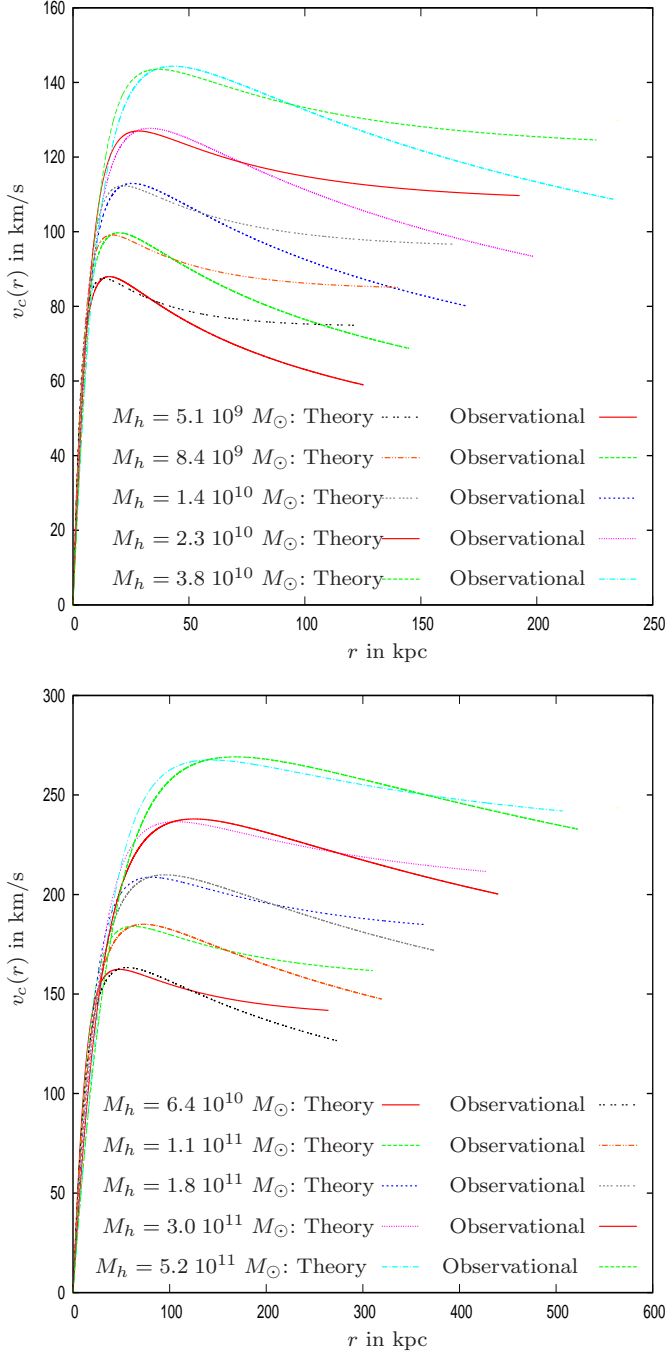 160
140
120
100
80
60
40
20
0
v_c(r) in km/s
M_h = 5.1 10^9 M_⊙: Theory Observational
M_h = 8.4 10^9 M_⊙: Theory Observational
M_h = 1.4 10^10 M_⊙: Theory Observational
M_h = 2.3 10^10 M_⊙: Theory Observational
M_h = 3.8 10^10 M_⊙: Theory Observational
0 50 100 150 200 250
r in kpc
300
250
200
150
100
50
0
v_c(r) in km/s
M_h = 6.4 10^10 M_⊙: Theory Observational
M_h = 1.1 10^11 M_⊙: Theory Observational
M_h = 1.8 10^11 M_⊙: Theory Observational
M_h = 3.0 10^11 M_⊙: Theory Observational
M_h = 5.2 10^11 M_⊙: Theory Observational
0 100 200 300 400 500 600
r in kpc